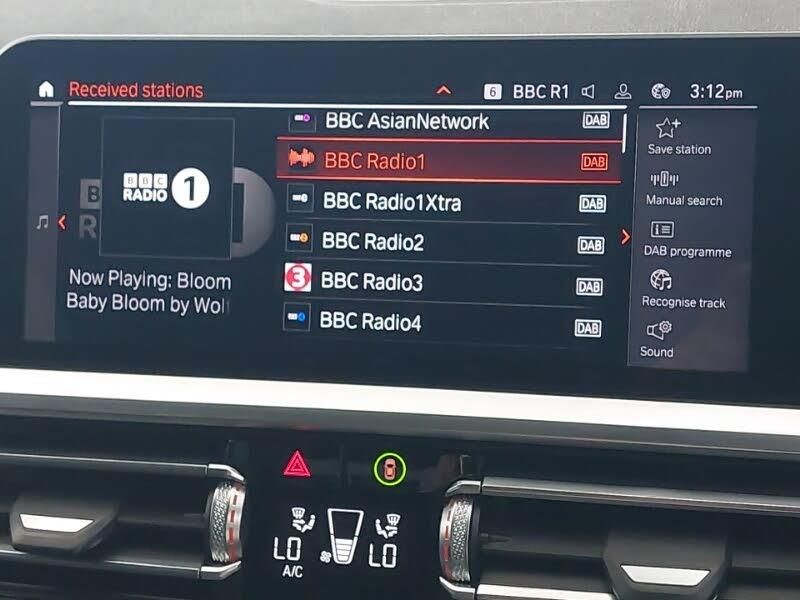 Received stations
6 BBC R1 3:12pm
BBC AsianNetwork DAB
BBC Radio1 DAB
BBC Radio1Xtra DAB
BBC Radio2 DAB
3 BBC Radio3 DAB
BBC Radio4 DAB
BBC
RADIO 1
Now Playing: Bloom
Baby Bloom by Wol
Save station
Manual search
DAB programme
Recognise track
Sound
LO LO
A/C